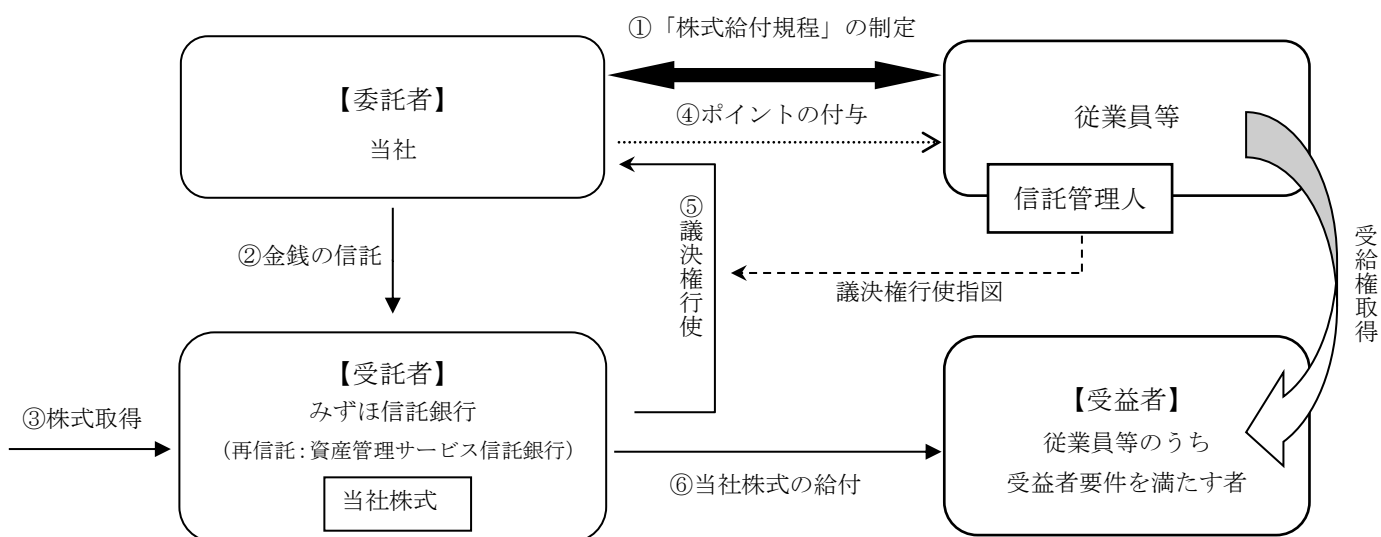 ①「株式給付規程」の制定
【委託者】
当社
④ポイントの付与
従業員等
信託管理人
②金銭の信託
⑤議決権行使
議決権行使指図
受給権取得
【受託者】
みずほ信託銀行
(再信託:資産管理サービス信託銀行)
当社株式
③株式取得
⑥当社株式の給付
【受益者】
従業員等のうち
受益者要件を満たす者